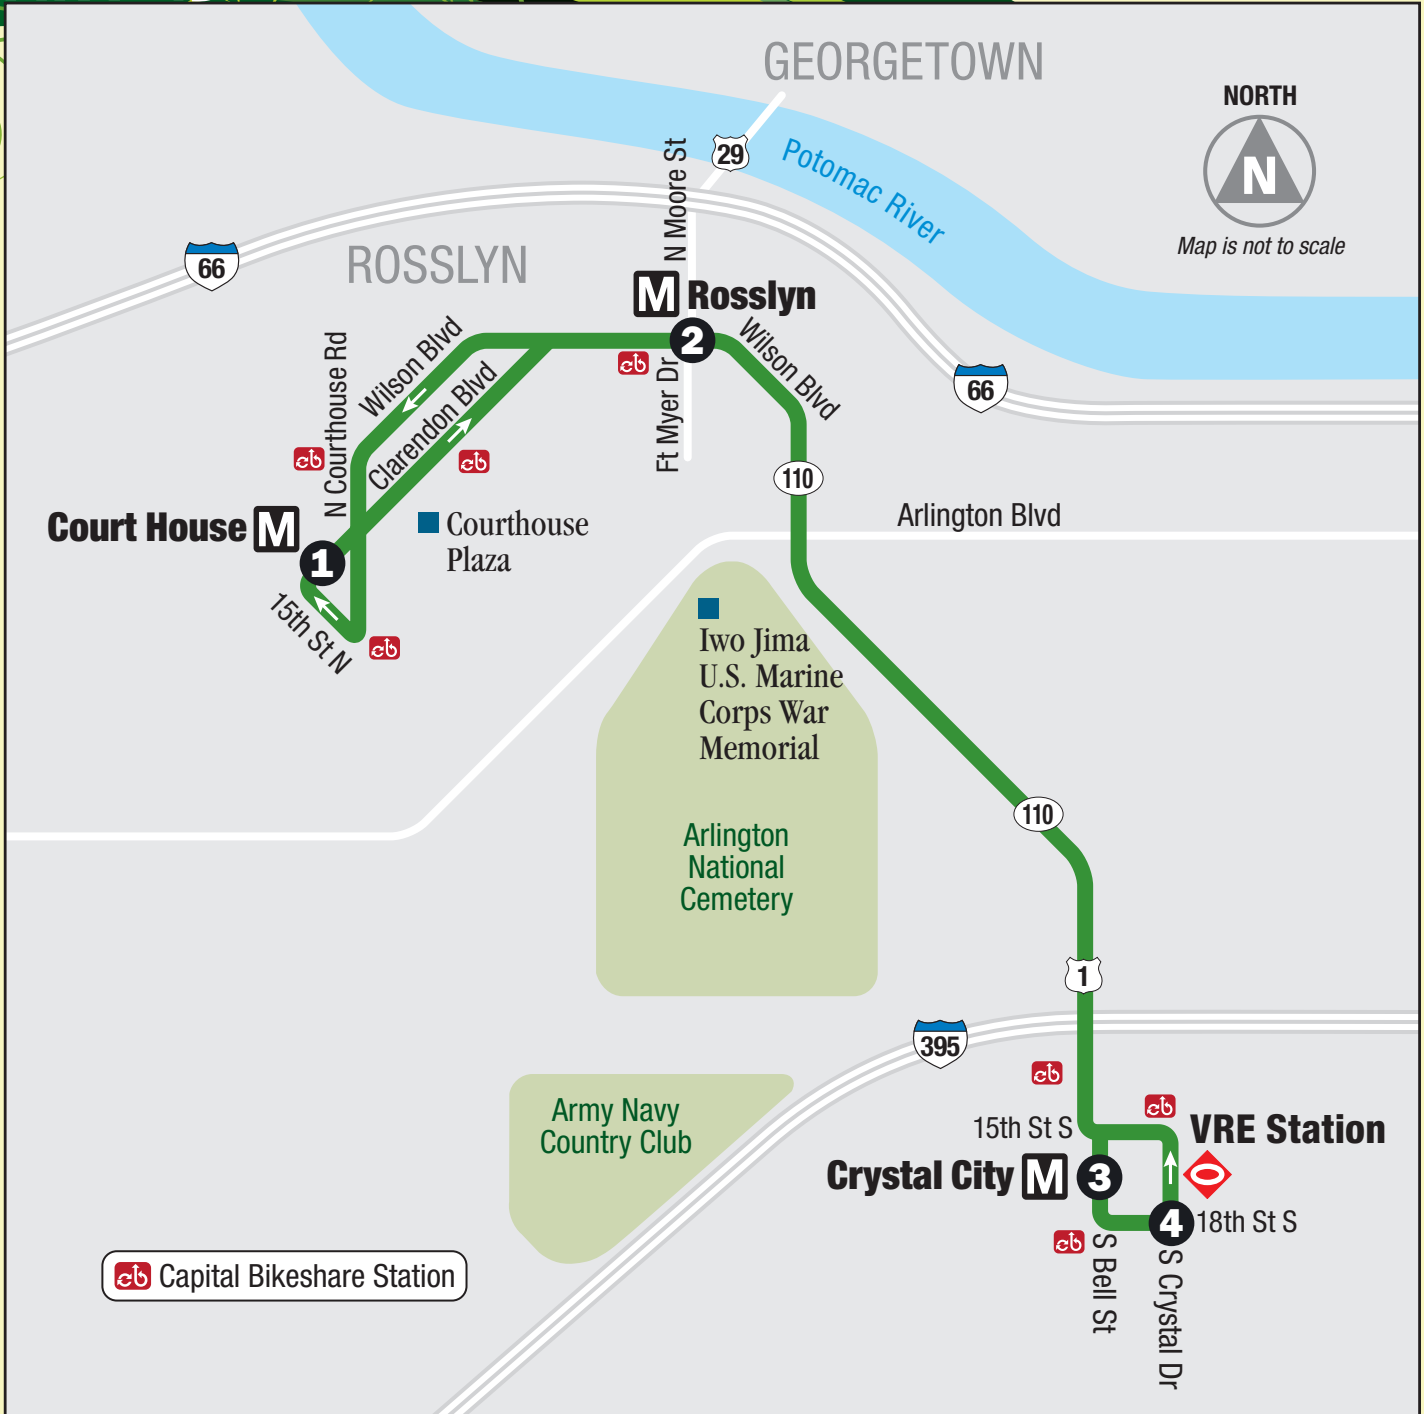 GEORGETOWN
NORTH
N
Map is not to scale
29
N Moore St
Potomac River
66
ROSSLYN
M Rosslyn
2
Wilson Blvd
Wilson Blvd
Clarendon Blvd
N Courthouse Rd
Ft Myer Dr
66
110
Arlington Blvd
Court House M
1
Courthouse
Plaza
15th St N
Iwo Jima
U.S. Marine
Corps War
Memorial
110
Arlington
National
Cemetery
1
395
Army Navy
Country Club
15th St S
VRE Station
Crystal City M
3
4
18th St S
S Bell St
S Crystal Dr
cb Capital Bikeshare Station